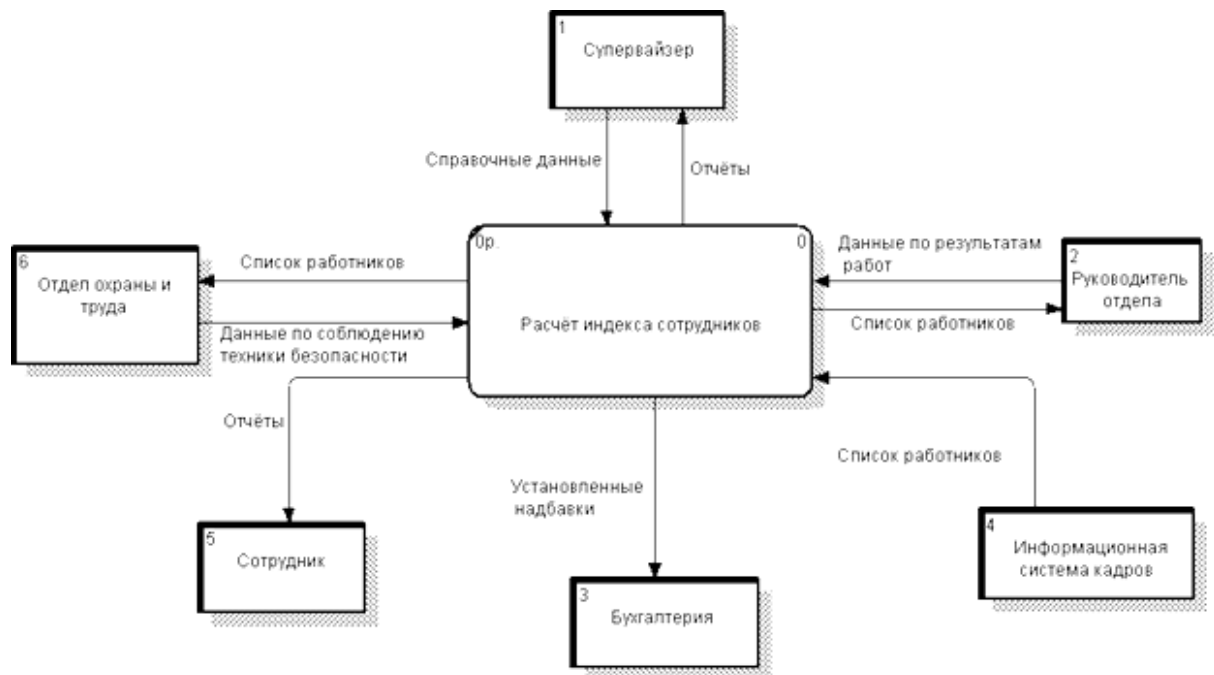 1
Супервайзер
Справочные данные
Отчёты
6
Отдел охраны и
труда
Список работников
Данные по соблюдению
техники безопасности
0р.
0
Расчёт индекса сотрудников
Данные по результатам
работ
Список работников
2
Руководитель
отдела
Отчёты
Установленные
надбавки
Список работников
5
Сотрудник
3
Бухгалтерия
4
Информационная
система кадров